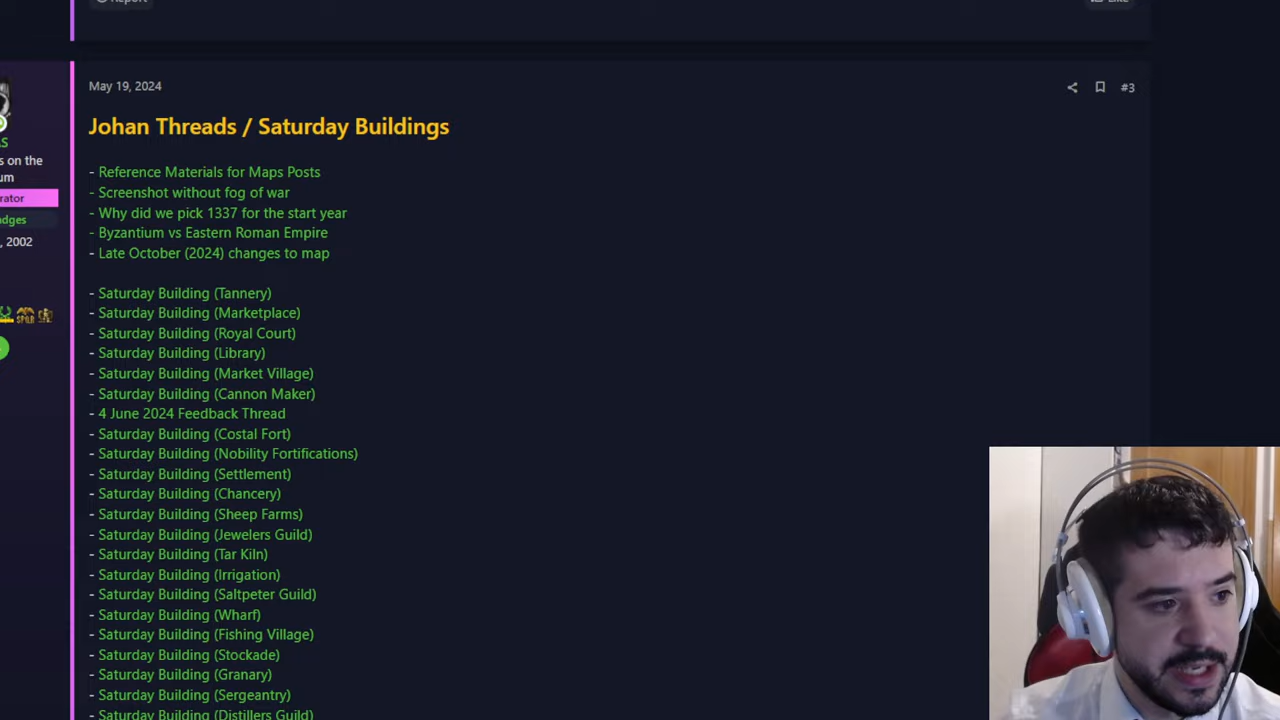 Report
Like
May 19, 2024
#3
Johan Threads / Saturday Buildings
s on the
um
rator
adges
, 2002
- Reference Materials for Maps Posts
- Screenshot without fog of war
- Why did we pick 1337 for the start year
- Byzantium vs Eastern Roman Empire
- Late October (2024) changes to map
- Saturday Building (Tannery)
- Saturday Building (Marketplace)
- Saturday Building (Royal Court)
- Saturday Building (Library)
- Saturday Building (Market Village)
- Saturday Building (Cannon Maker)
- 4 June 2024 Feedback Thread
- Saturday Building (Costal Fort)
- Saturday Building (Nobility Fortifications)
- Saturday Building (Settlement)
- Saturday Building (Chancery)
- Saturday Building (Sheep Farms)
- Saturday Building (Jewelers Guild)
- Saturday Building (Tar Kiln)
- Saturday Building (Irrigation)
- Saturday Building (Saltpeter Guild)
- Saturday Building (Wharf)
- Saturday Building (Fishing Village)
- Saturday Building (Stockade)
- Saturday Building (Granary)
- Saturday Building (Sergeantry)
- Saturday Building (Distillers Guild)